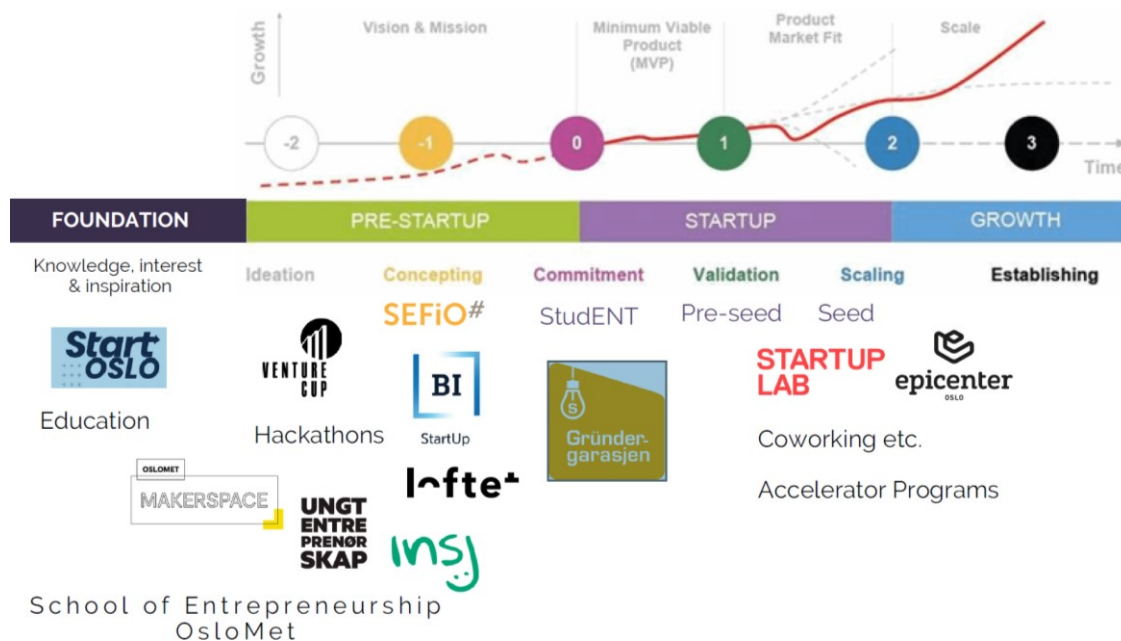 Growth
Vision & Mission
Minimum Viable
Product
(MVP)
Product
Market Fit
Scale
-2
-1
0
1
2
3
Time
FOUNDATION
PRE-STARTUP
STARTUP
GROWTH
Knowledge, interest
& inspiration
Ideation
Concepting
Commitment
Validation
Scaling
Establishing
SEFiO#
StudENT
Pre-seed
Seed
Start
OSLO
VENTURE
CUP
BI
StartUp
S
Gründer-
garasjen
STARTUP
LAB
epicenter
OSLO
Education
Hackathons
Coworking etc.
Accelerator Programs
OSLOMET
MAKERSPACE
UNGT
ENTRE
PRENØR
SKAP
lofte+
insj
School of Entrepreneurship
OsloMet